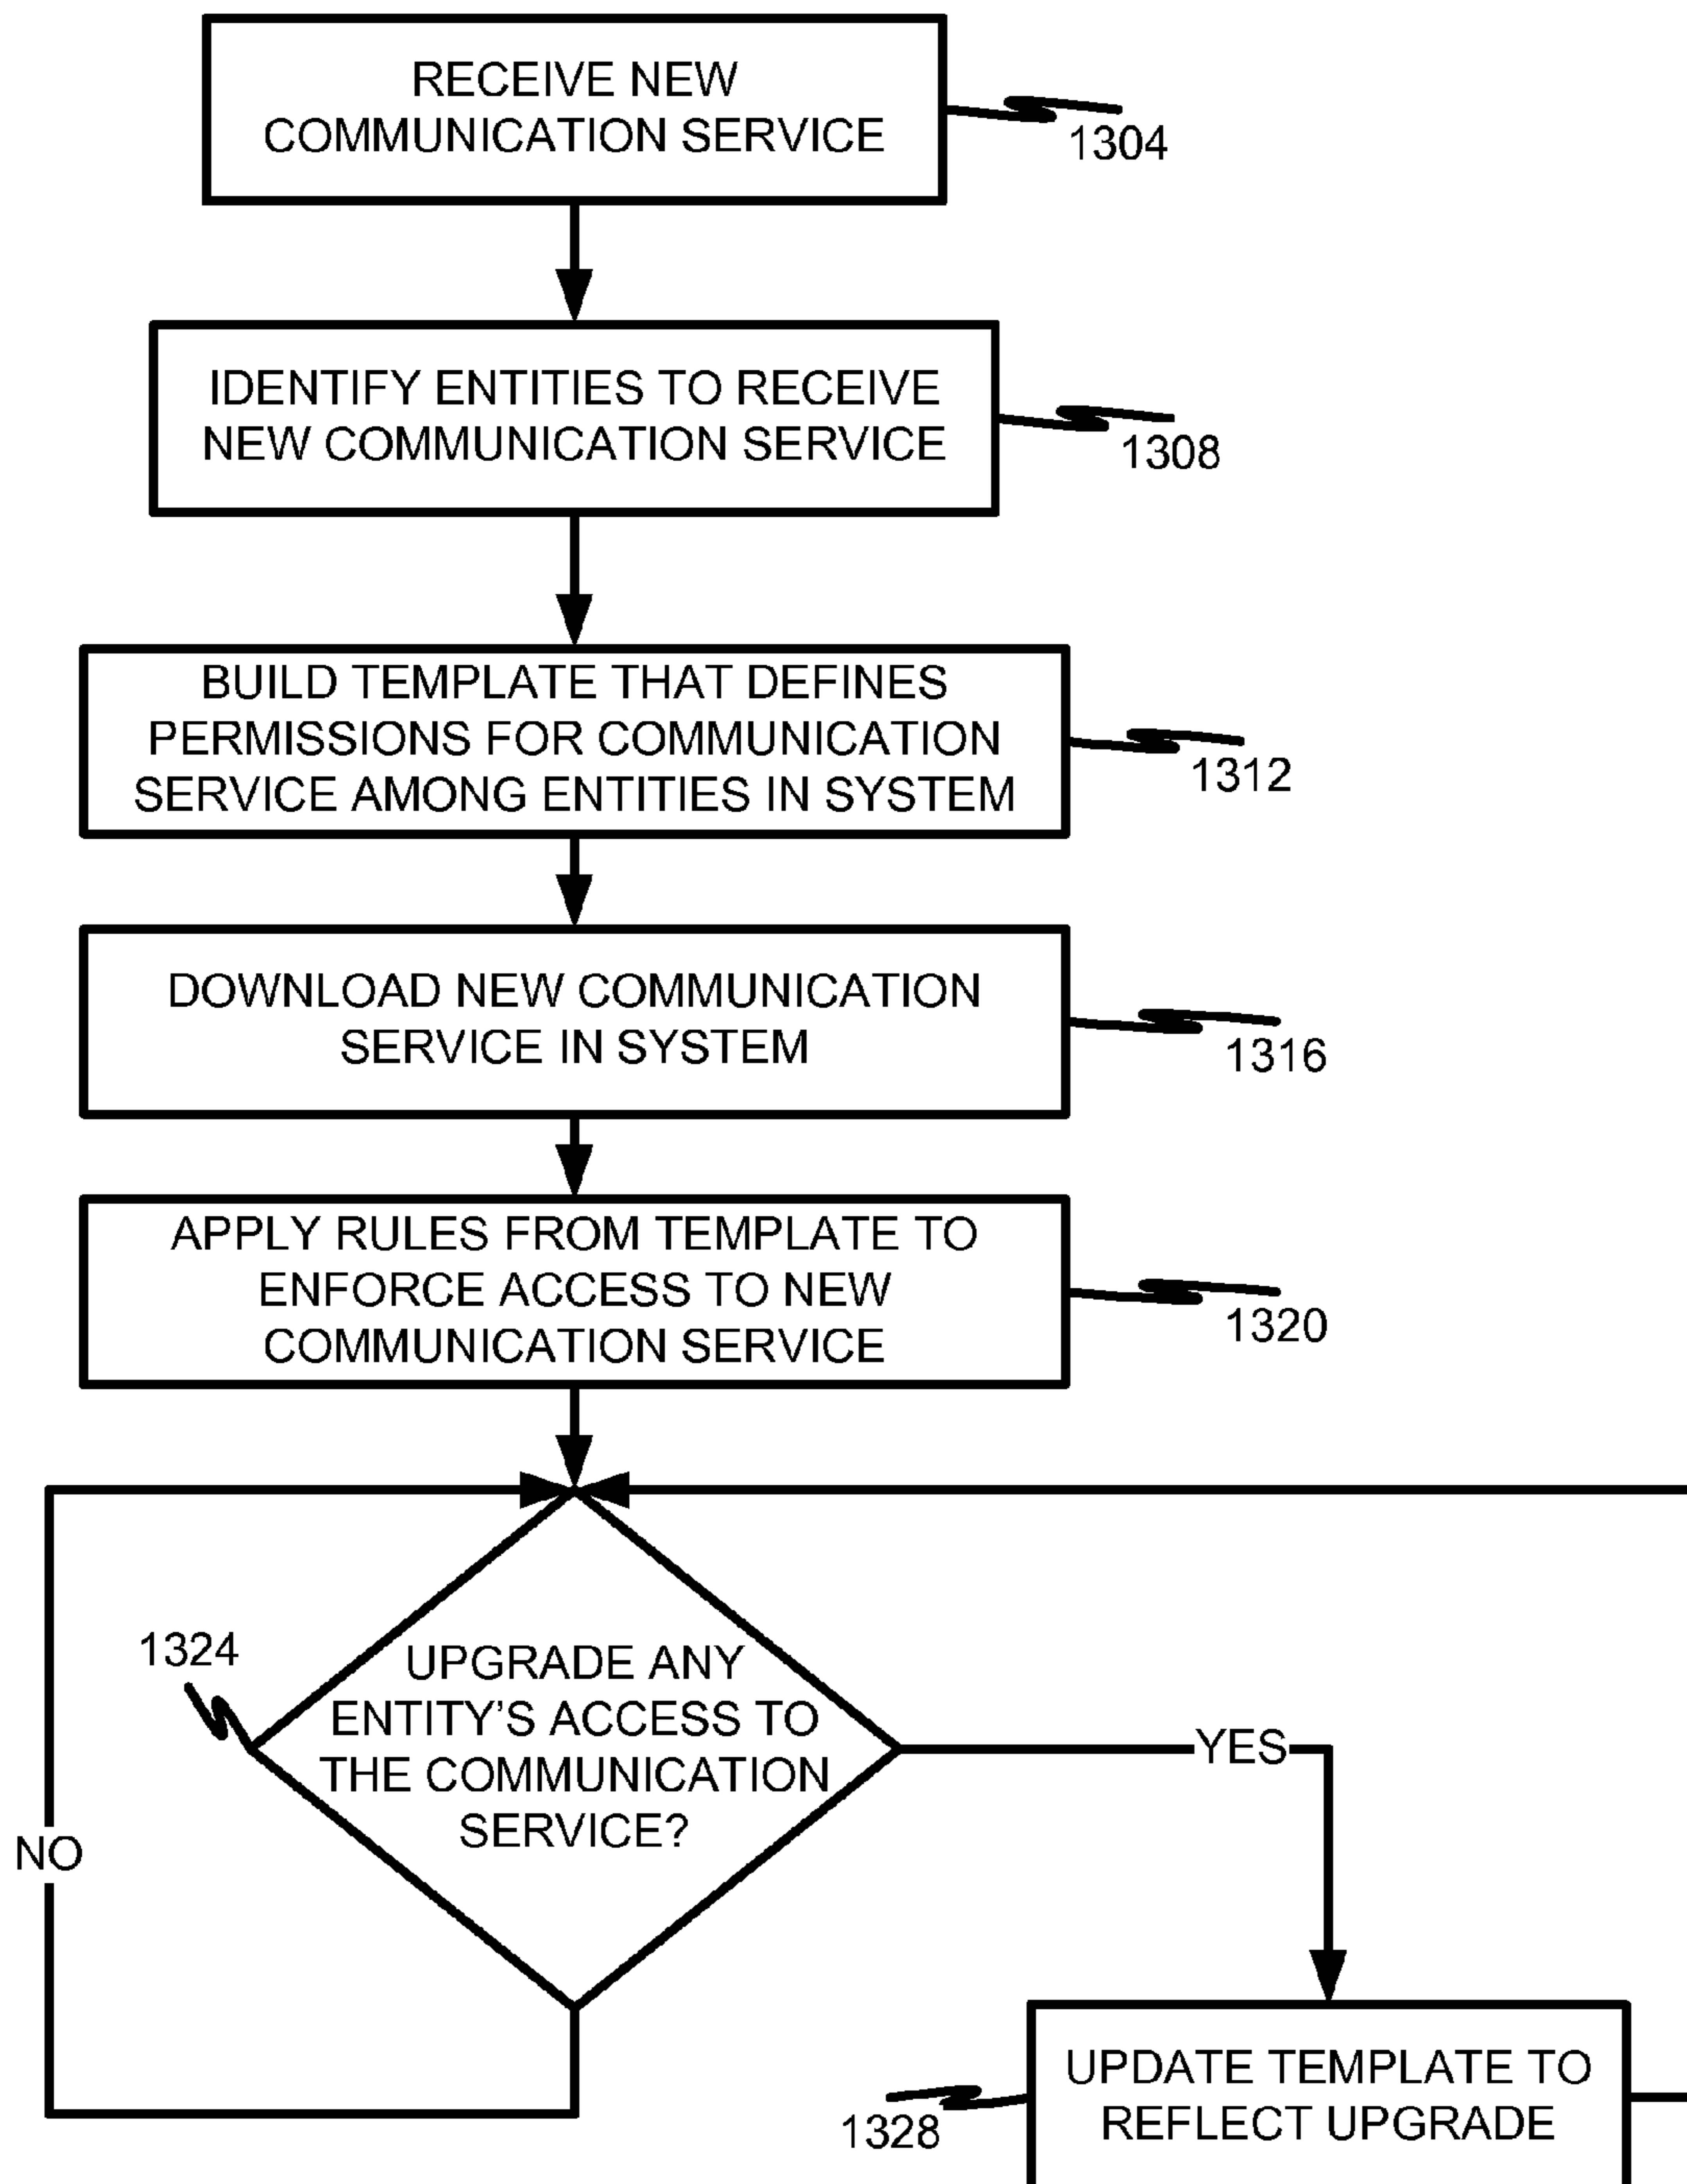 RECEIVE NEW
COMMUNICATION SERVICE
1304
IDENTIFY ENTITIES TO RECEIVE
NEW COMMUNICATION SERVICE
1308
BUILD TEMPLATE THAT DEFINES
PERMISSIONS FOR COMMUNICATION
SERVICE AMONG ENTITIES IN SYSTEM
1312
DOWNLOAD NEW COMMUNICATION
SERVICE IN SYSTEM
1316
APPLY RULES FROM TEMPLATE TO
ENFORCE ACCESS TO NEW
COMMUNICATION SERVICE
1320
1324
UPGRADE ANY
ENTITY’S ACCESS TO
THE COMMUNICATION
SERVICE?
YES
NO
UPDATE TEMPLATE TO
REFLECT UPGRADE
1328